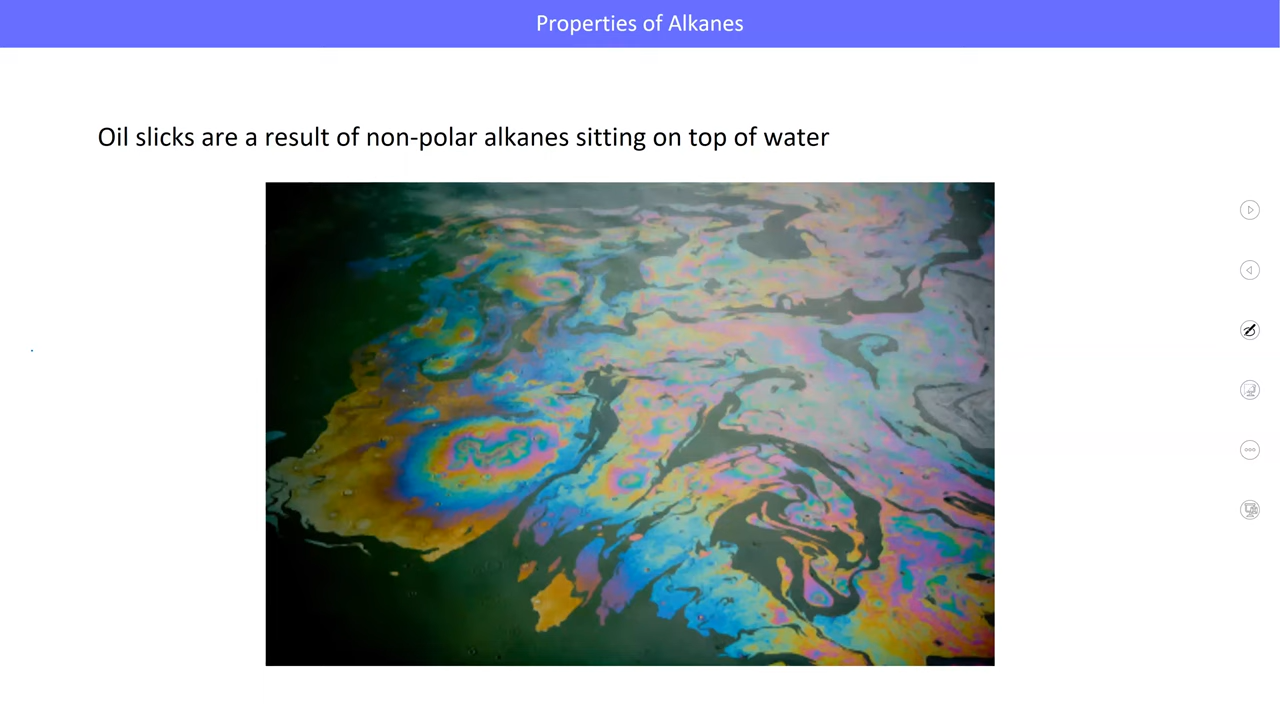 Properties of Alkanes
Oil slicks are a result of non-polar alkanes sitting on top of water